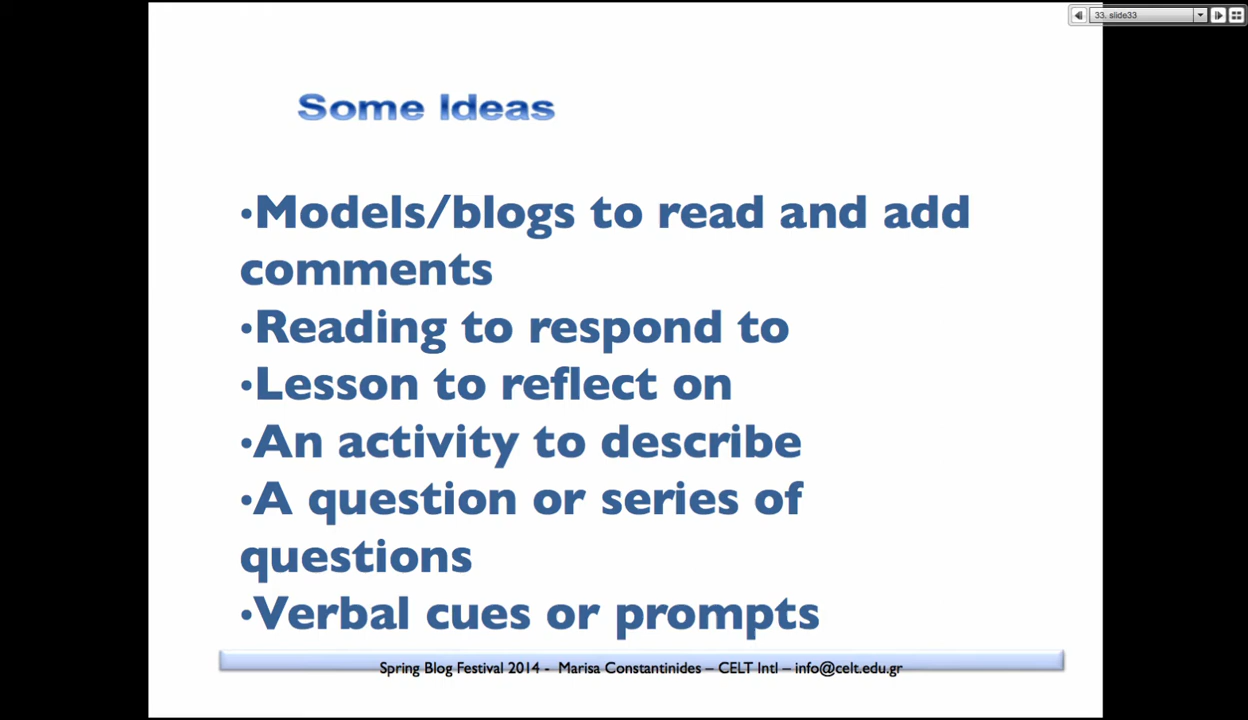 33. slide33
Some Ideas
•Models/blogs to read and add
comments
•Reading to respond to
•Lesson to reflect on
•An activity to describe
•A question or series of
questions
•Verbal cues or prompts
Spring Blog Festival 2014 - Marisa Constantinides – CELT Intl – info@celt.edu.gr